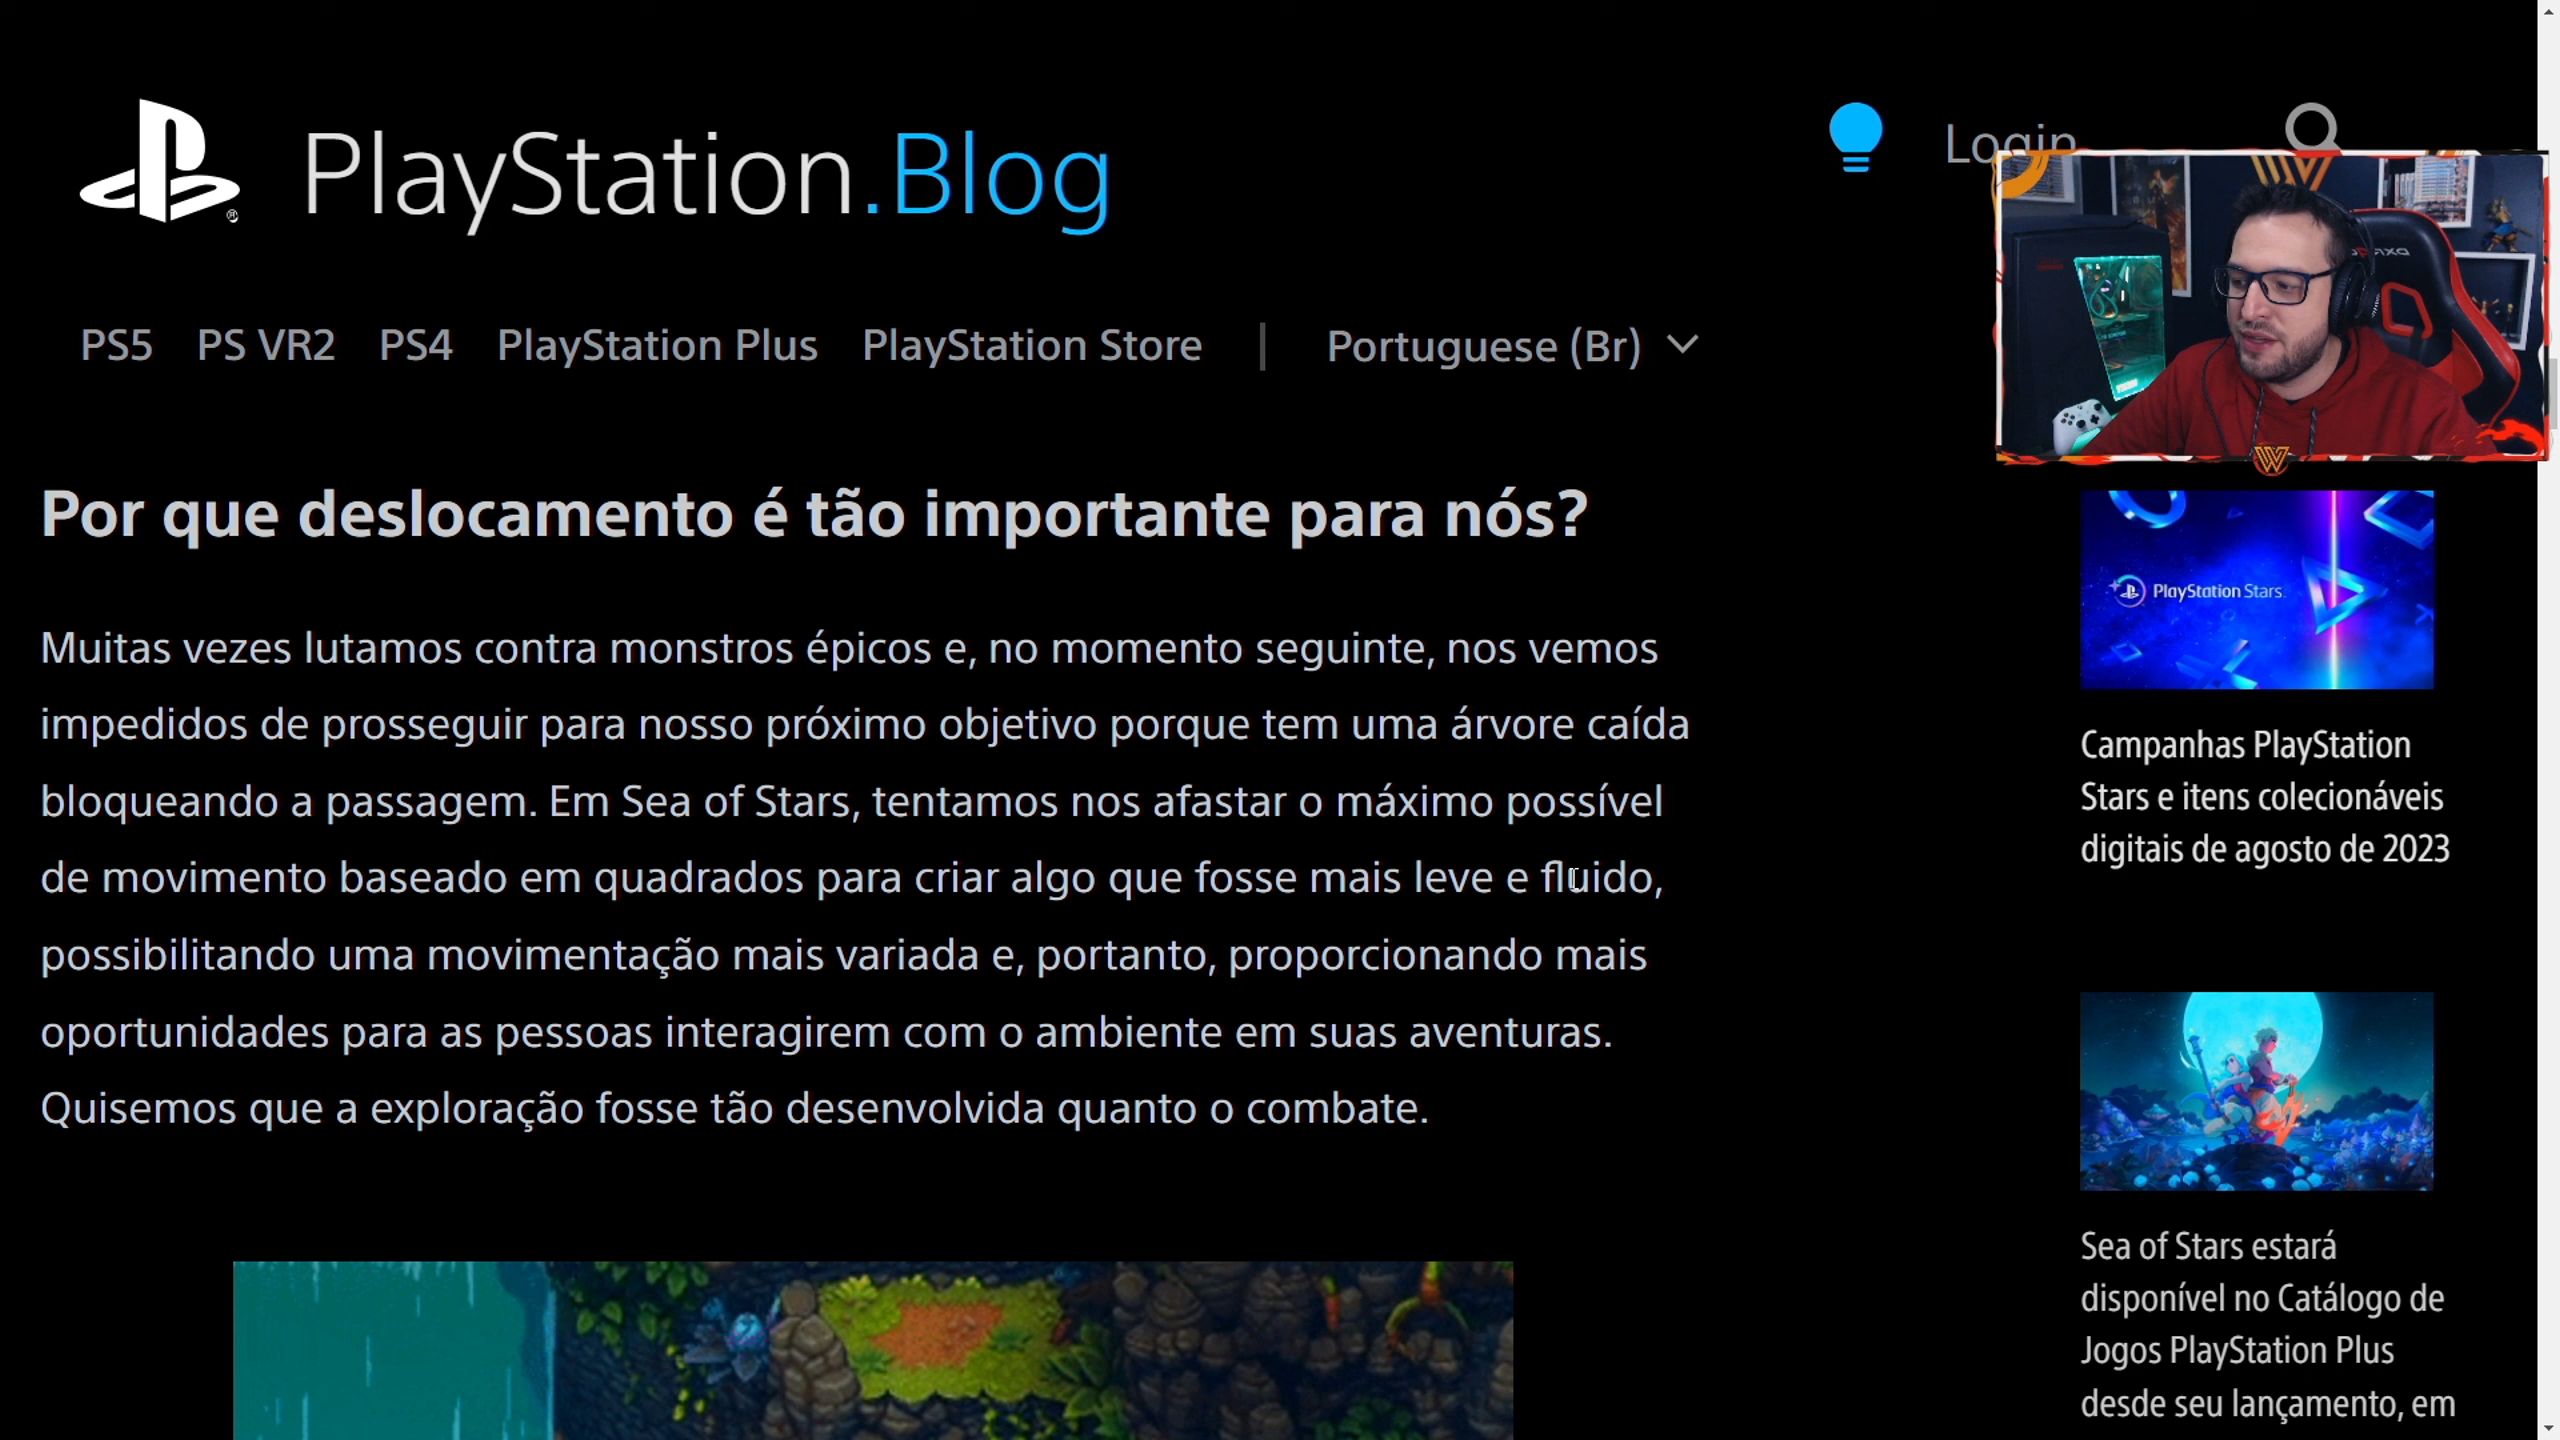 PlayStation.Blog
Login
PS5 PS VR2 PS4 PlayStation Plus PlayStation Store | Portuguese (Br)
Por que deslocamento é tão importante para nós?
Muitas vezes lutamos contra monstros épicos e, no momento seguinte, nos vemos
impedidos de prosseguir para nosso próximo objetivo porque tem uma árvore caída
bloqueando a passagem. Em Sea of Stars, tentamos nos afastar o máximo possível
de movimento baseado em quadrados para criar algo que fosse mais leve e fluido,
possibilitando uma movimentação mais variada e, portanto, proporcionando mais
oportunidades para as pessoas interagirem com o ambiente em suas aventuras.
Quisemos que a exploração fosse tão desenvolvida quanto o combate.
PlayStation Stars.
Campanhas PlayStation
Stars e itens colecionáveis
digitais de agosto de 2023
Sea of Stars estará
disponível no Catálogo de
Jogos PlayStation Plus
desde seu lançamento, em